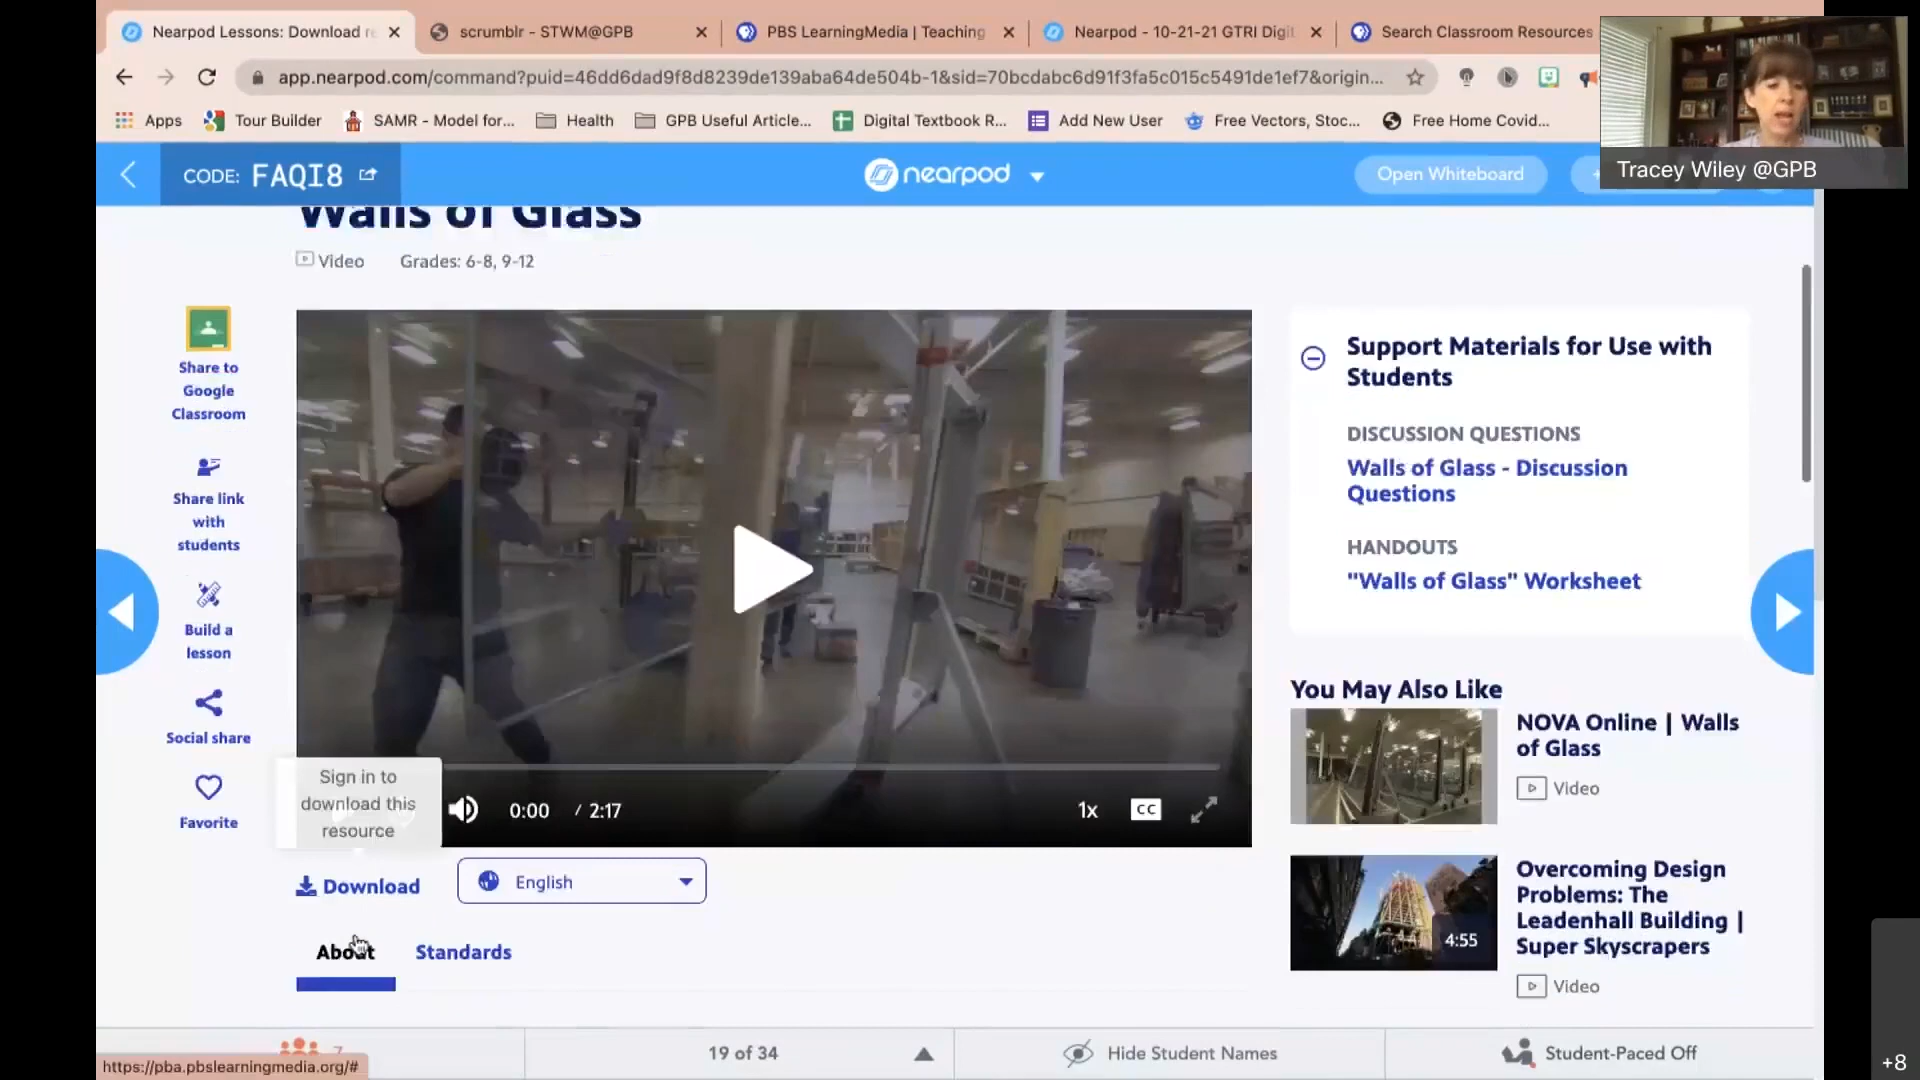 Nearpod Lessons: Download re
scrumblr - STWM@GPB
PBS LearningMedia | Teaching
Nearpod - 10-21-21 GTRI Digit
Search Classroom Resources
app.nearpod.com/command?puid=46dd6dad9f8d8239de139aba64de504b-1&sid=70bcdabc6d91f3fa5c015c5491de1ef7&origin...
Apps
Tour Builder
SAMR - Model for...
Health
GPB Useful Article...
Digital Textbook R...
Add New User
Free Vectors, Stoc...
Free Home Covid...
Tracey Wiley @GPB
CODE: FAQI8
nearpod
Open Whiteboard
Walls of Glass
Video
Grades: 6-8, 9-12
Share to
Google
Classroom
Share link
with
students
Build a
lesson
Social share
Favorite
Sign in to
download this
resource
0:00 / 2:17
1x
CC
Download
English
About
Standards
Support Materials for Use with
Students
DISCUSSION QUESTIONS
Walls of Glass - Discussion
Questions
HANDOUTS
"Walls of Glass" Worksheet
You May Also Like
NOVA Online | Walls
of Glass
Video
Overcoming Design
Problems: The
Leadenhall Building |
Super Skyscrapers
4:55
Video
7
19 of 34
Hide Student Names
Student-Paced Off
https://pba.pbslearningmedia.org/#
+8